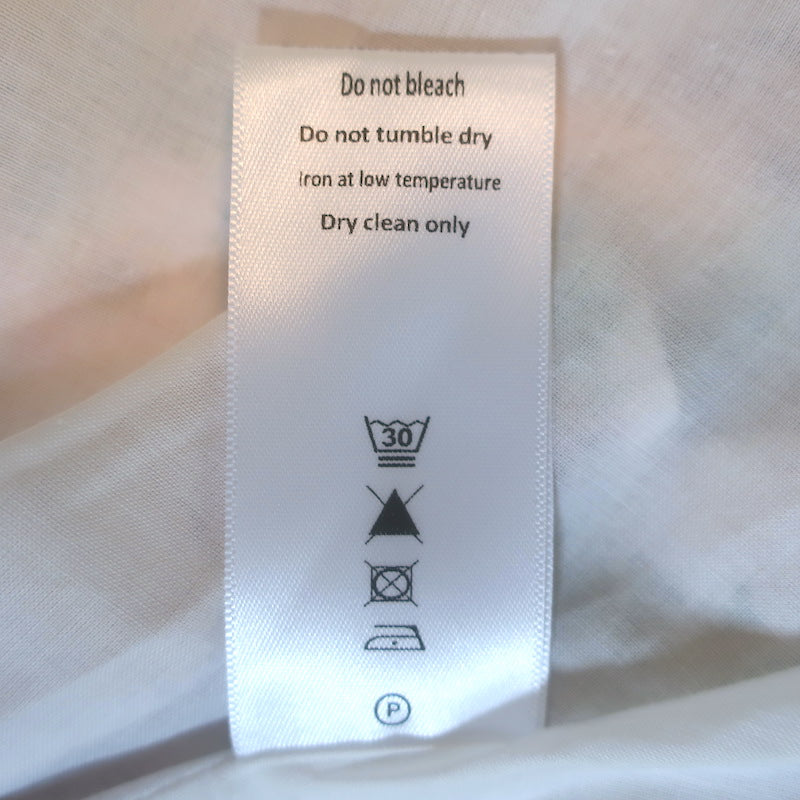 Do not bleach
Do not tumble dry
Iron at low temperature
Dry clean only
30
P